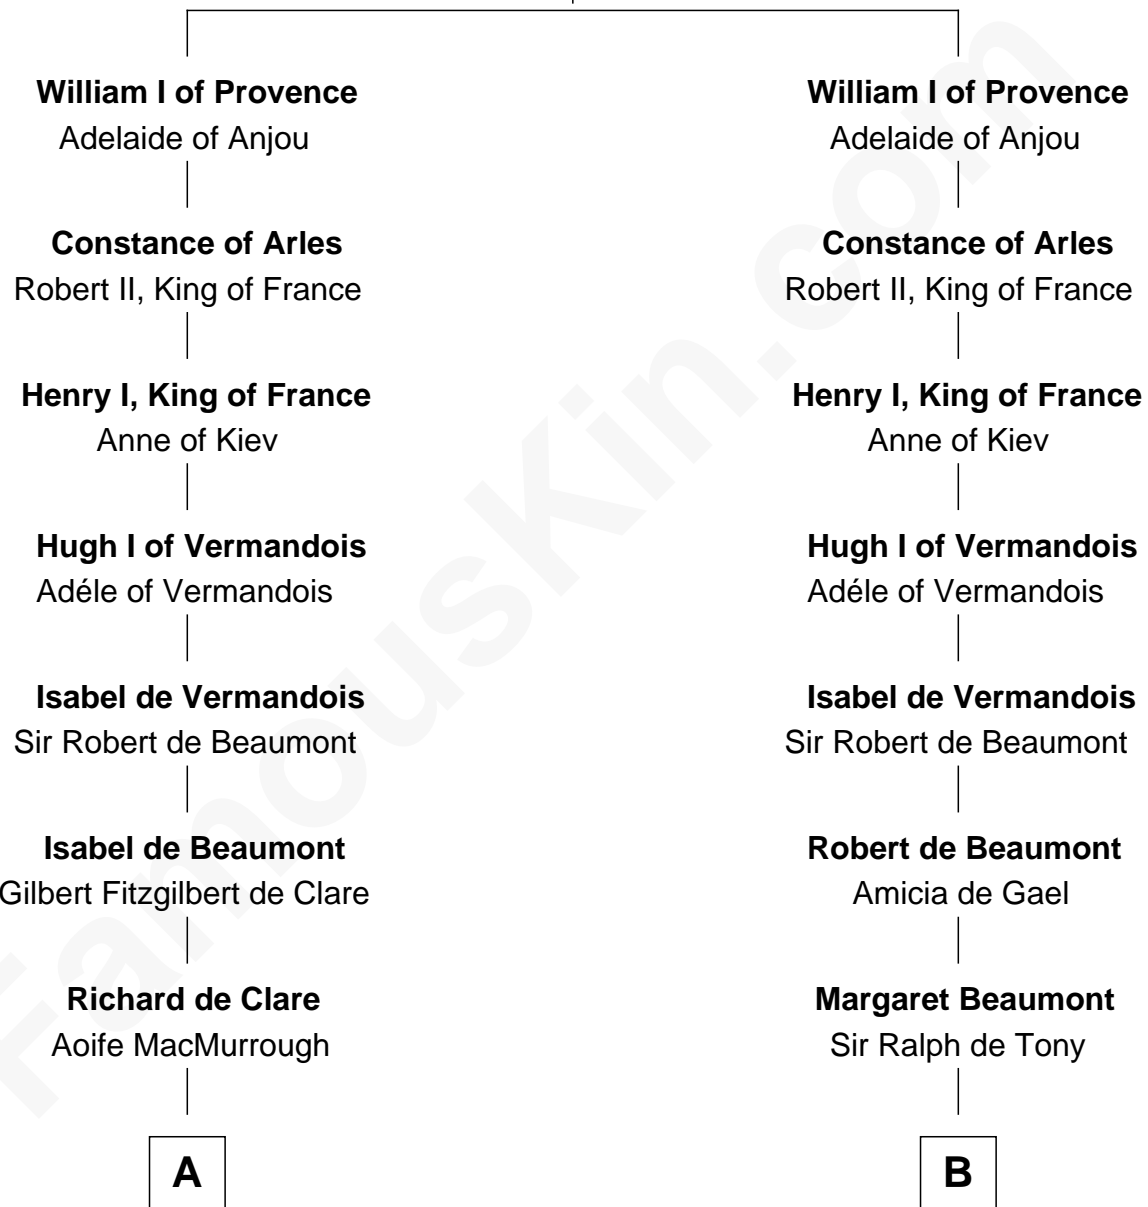 William I of Provence
Adelaide of Anjou
Constance of Arles
Robert II, King of France
Henry I, King of France
Anne of Kiev
Hugh I of Vermandois
Adéle of Vermandois
Isabel de Vermandois
Sir Robert de Beaumont
Isabel de Beaumont
Gilbert Fitzgilbert de Clare
Richard de Clare
Aoife MacMurrough
A
William I of Provence
Adelaide of Anjou
Constance of Arles
Robert II, King of France
Henry I, King of France
Anne of Kiev
Hugh I of Vermandois
Adéle of Vermandois
Isabel de Vermandois
Sir Robert de Beaumont
Robert de Beaumont
Amicia de Gael
Margaret Beaumont
Sir Ralph de Tony
B
FamousKin.com